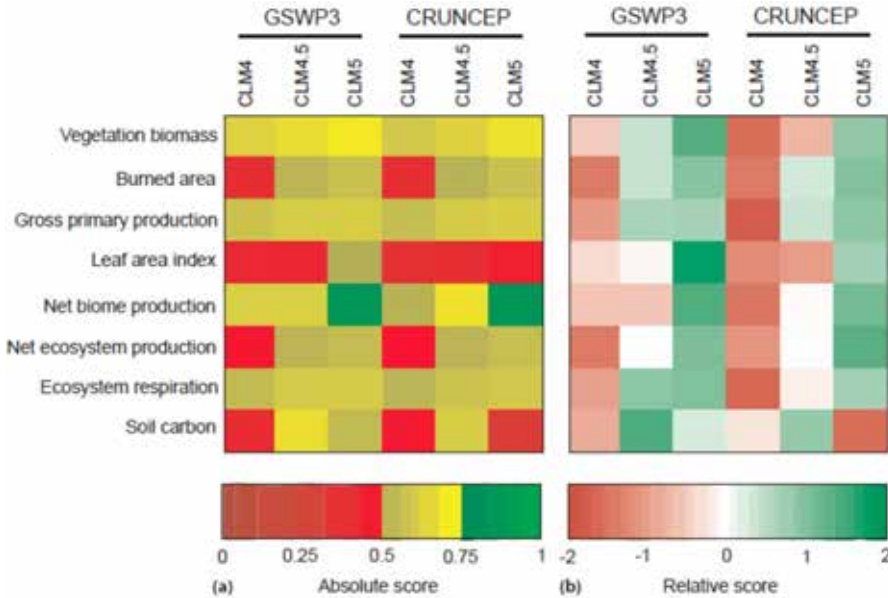 GSWP3 CRUNCEP GSWP3 CRUNCEP
CLM4 CLM4.5 CLM5 CLM4 CLM4.5 CLM5 CLM4 CLM4.5 CLM5 CLM4 CLM4.5 CLM5
Vegetation biomass
Burned area
Gross primary production
Leaf area index
Net biome production
Net ecosystem production
Ecosystem respiration
Soil carbon
0 0.25 0.5 0.75 1 -2 -1 0 1 2
(a) Absolute score (b) Relative score